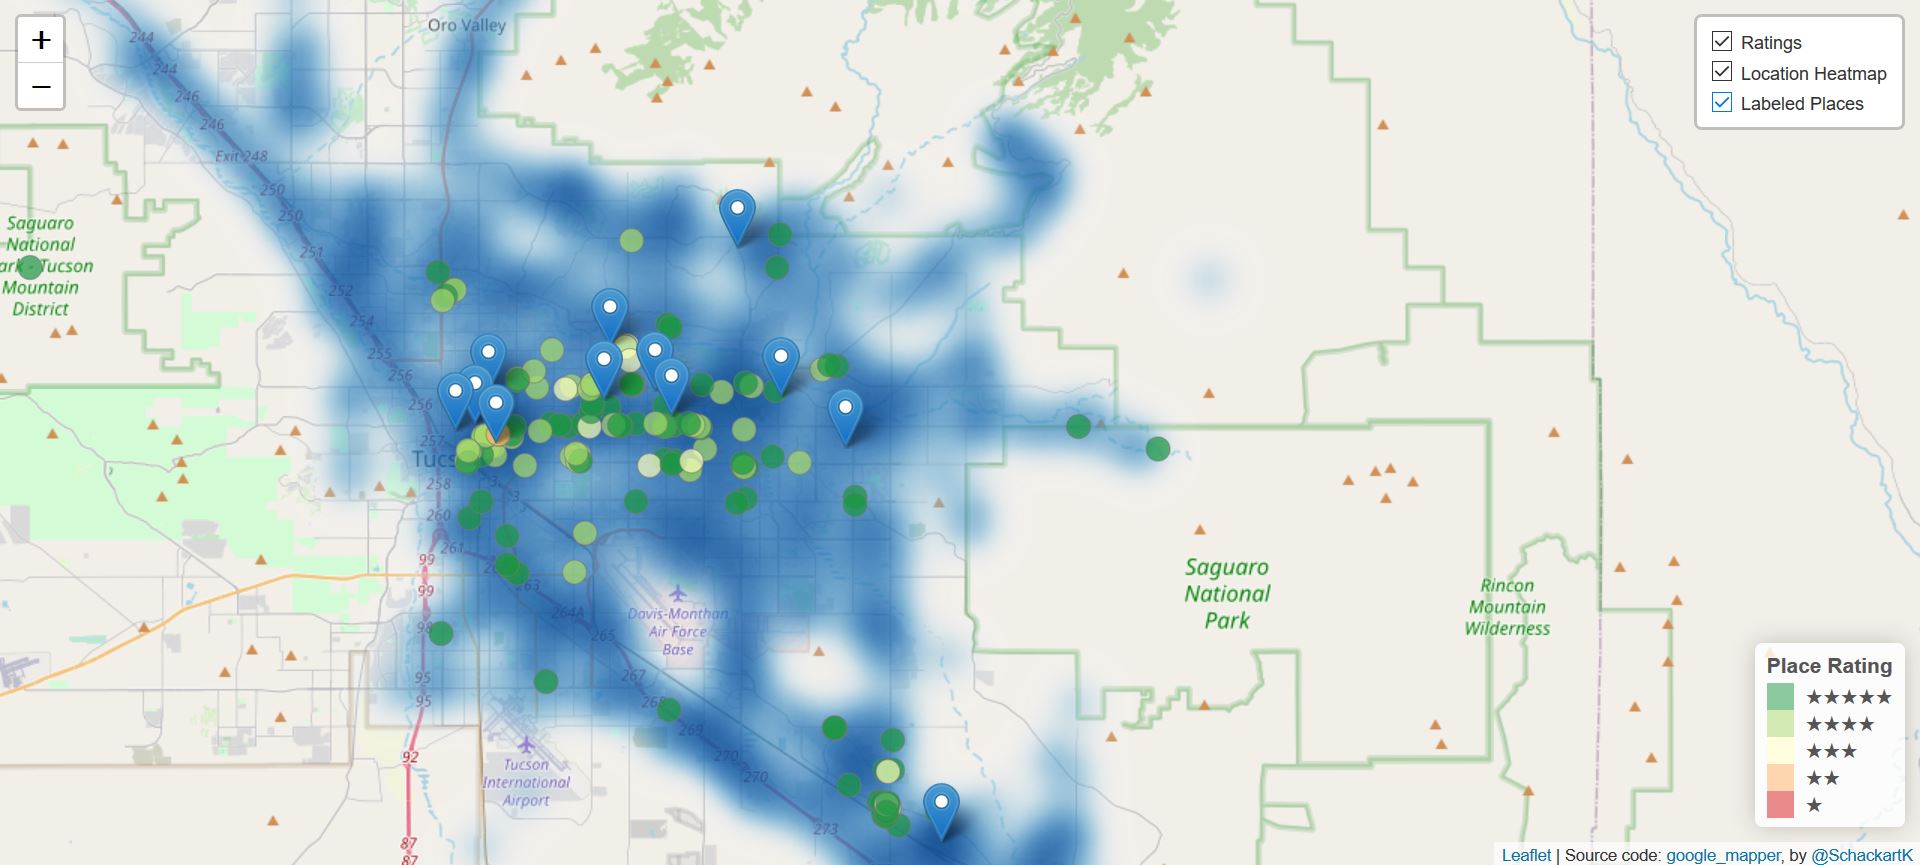 +
−
Oro Valley
Ratings
Location Heatmap
Labeled Places
244
244
246
246
Exit 248
250
250
251
252
254
255
256
256
257
258
260
261
263
264A
265
267
268
269
270
270
273
Saguaro
National
ark - Tucson
Mountain
District
Tucs
99
99
98
95
95
92
87
87
Davis-Monthan
Air Force
Base
Tucson
International
Airport
Saguaro
National
Park
Rincon
Mountain
Wilderness
Place Rating
★★★★★
★★★★
★★★
★★
★
Leaflet | Source code: google_mapper, by @SchackartK